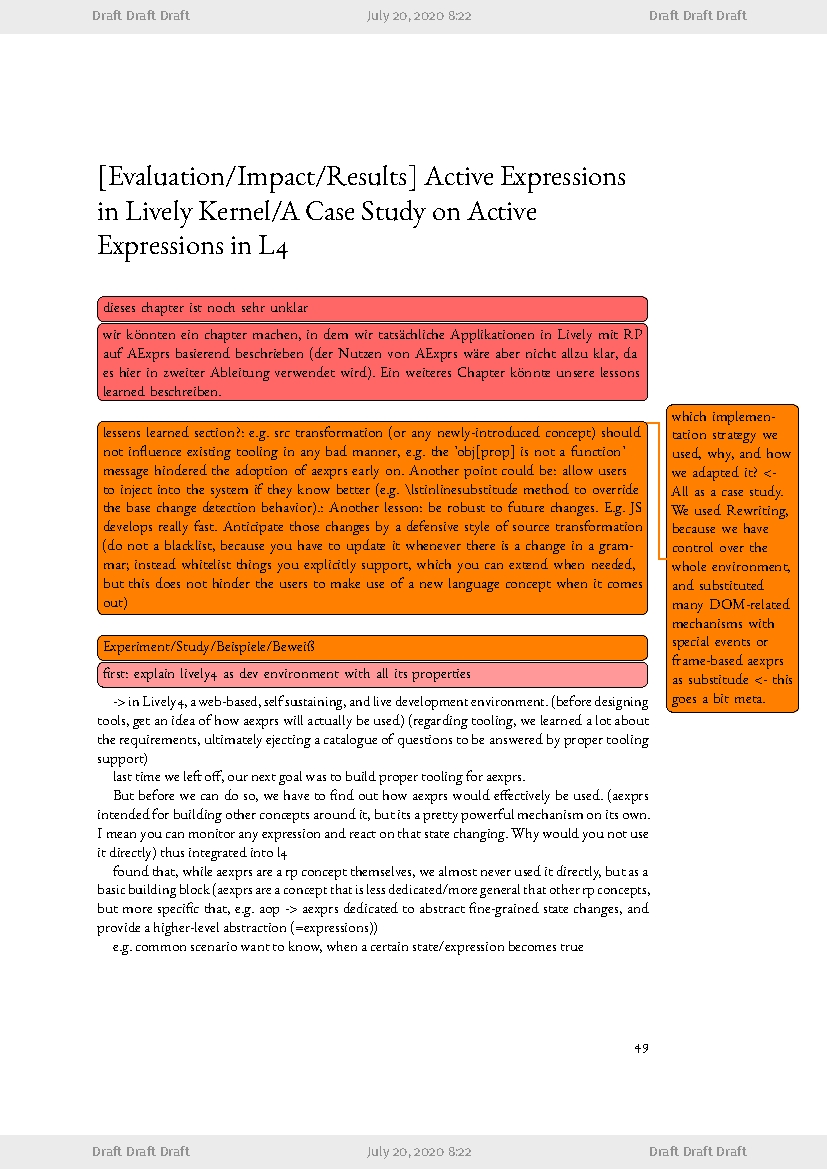 Draft Draft Draft July 20, 2020 8:22 Draft Draft Draft
[Evaluation/Impact/Results] Active Expressions
in Lively Kernel/A Case Study on Active
Expressions in L4
dieses chapter ist noch sehr unklar
wir könnten ein chapter machen, in dem wir tatsächliche Applikationen in Lively mit RP
auf AExprs basierend beschrieben (der Nutzen von AExprs wäre aber nicht allzu klar, da
es hier in zweiter Ableitung verwendet wird). Ein weiteres Chapter könnte unsere lessons
learned beschreiben.
lessens learned section?: e.g. src transformation (or any newly-introduced concept) should
not influence existing tooling in any bad manner, e.g. the 'obj[prop] is not a function'
message hindered the adoption of aexprs early on. Another point could be: allow users
to inject into the system if they know better (e.g. \lstinlinesubstitude method to override
the base change detection behavior).: Another lesson: be robust to future changes. E.g. JS
develops really fast. Anticipate those changes by a defensive style of source transformation
(do not a blacklist, because you have to update it whenever there is a change in a gram-
mar; instead whitelist things you explicitly support, which you can extend when needed,
but this does not hinder the users to make use of a new language concept when it comes
out)
which implemen-
tation strategy we
used, why, and how
we adapted it? <-
All as a case study.
We used Rewriting,
because we have
control over the
whole environment,
and substituted
many DOM-related
mechanisms with
special events or
frame-based aexprs
as substitude <- this
goes a bit meta.
Experiment/Study/Beispiele/Beweiß
first: explain lively4 as dev environment with all its properties
-> in Lively4, a web-based, self sustaining, and live development environment. (before designing
tools, get an idea of how aexprs will actually be used) (regarding tooling, we learned a lot about
the requirements, ultimately ejecting a catalogue of questions to be answered by proper tooling
support)
last time we left off, our next goal was to build proper tooling for aexprs.
But before we can do so, we have to find out how aexprs would effectively be used. (aexprs
intended for building other concepts around it, but its a pretty powerful mechanism on its own.
I mean you can monitor any expression and react on that state changing. Why would you not use
it directly) thus integrated into l4
found that, while aexprs are a rp concept themselves, we almost never used it directly, but as a
basic building block (aexprs are a concept that is less dedicated/more general that other rp concepts,
but more specific that, e.g. aop -> aexprs dedicated to abstract fine-grained state changes, and
provide a higher-level abstraction (=expressions))
e.g. common scenario want to know, when a certain state/expression becomes true
49
Draft Draft Draft July 20, 2020 8:22 Draft Draft Draft